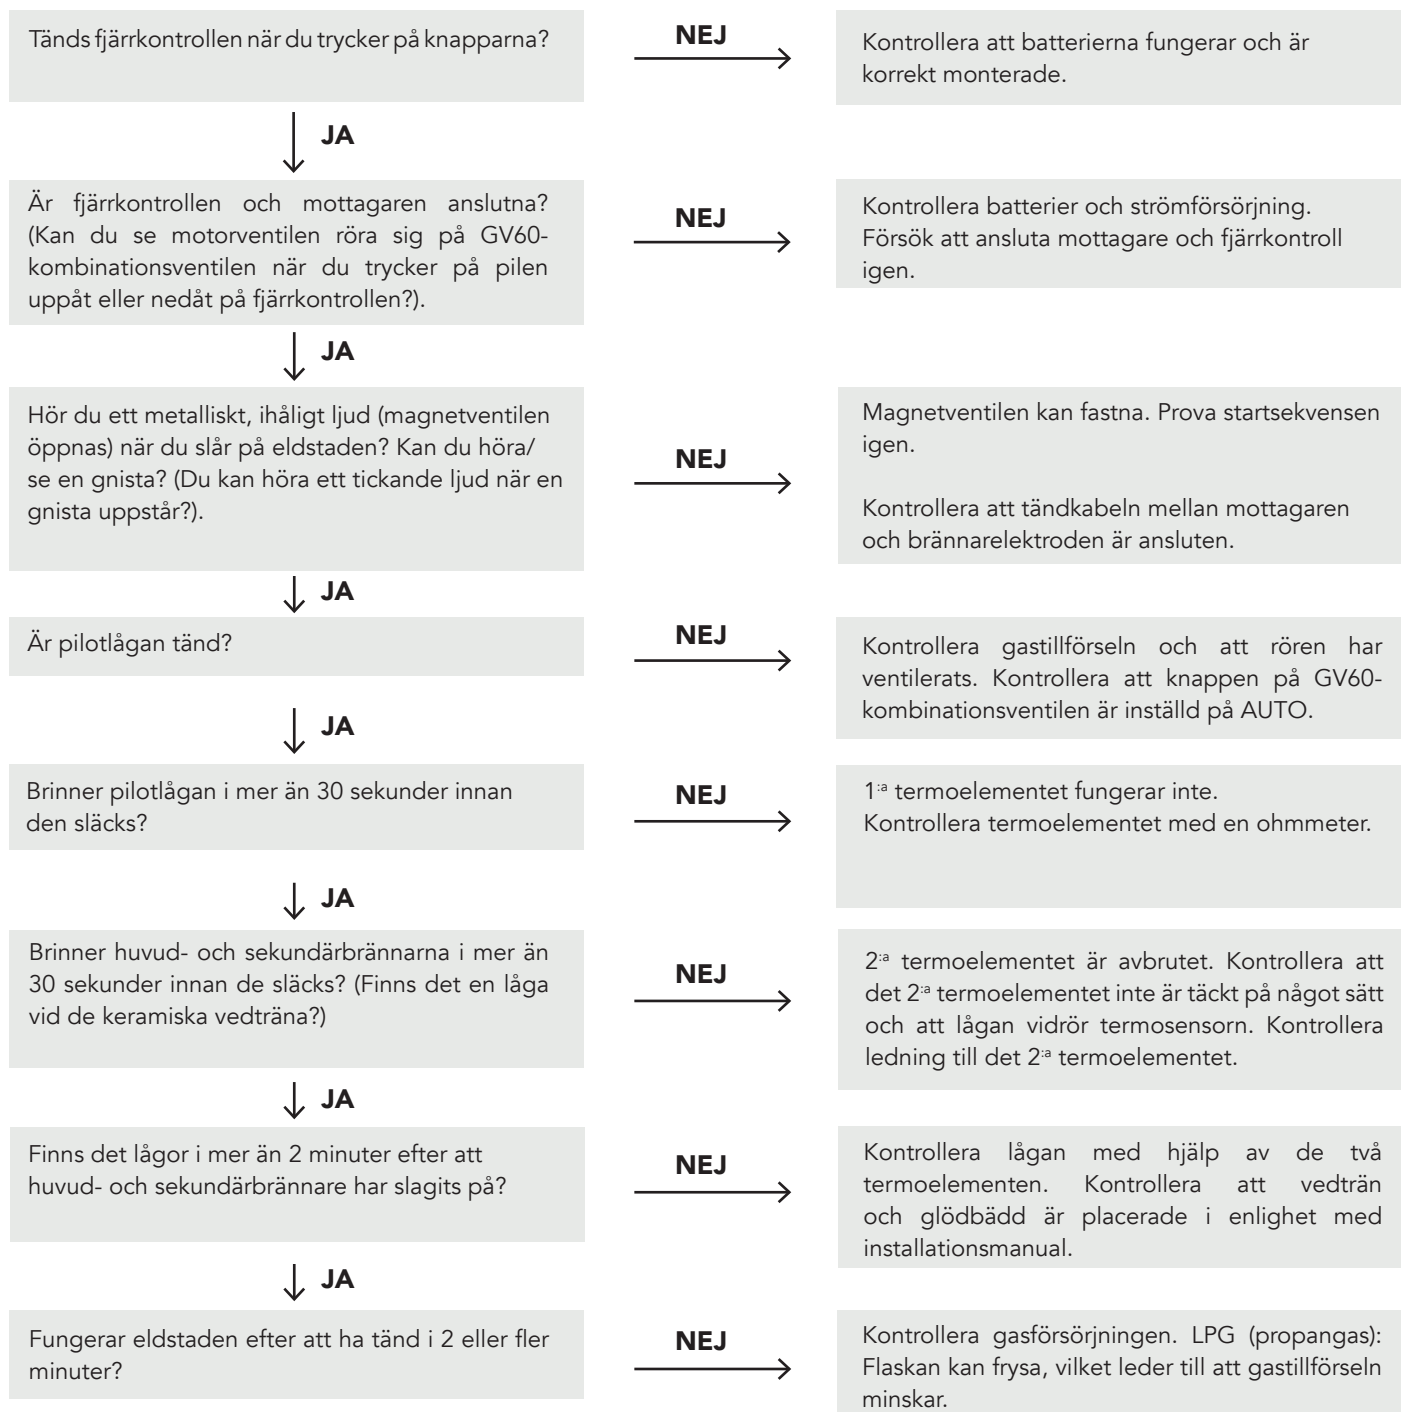 Tänds fjärrkontrollen när du trycker på knapparna?
NEJ
Kontrollera att batterierna fungerar och är
korrekt monterade.
JA
Är fjärrkontrollen och mottagaren anslutna?
(Kan du se motorventilen röra sig på GV60-
kombinationsventilen när du trycker på pilen
uppåt eller nedåt på fjärrkontrollen?).
NEJ
Kontrollera batterier och strömförsörjning.
Försök att ansluta mottagare och fjärrkontroll
igen.
JA
Hör du ett metalliskt, ihåligt ljud (magnetventilen
öppnas) när du slår på eldstaden? Kan du höra/
se en gnista? (Du kan höra ett tickande ljud när en
gnista uppstår?).
NEJ
Magnetventilen kan fastna. Prova startsekvensen
igen.
Kontrollera att tändkabeln mellan mottagaren
och brännarelektroden är ansluten.
JA
Är pilotlågan tänd?
NEJ
Kontrollera gastillförseln och att rören har
ventilerats. Kontrollera att knappen på GV60-
kombinationsventilen är inställd på AUTO.
JA
Brinner pilotlågan i mer än 30 sekunder innan
den släcks?
NEJ
1:a termoelementet fungerar inte.
Kontrollera termoelementet med en ohmmeter.
JA
Brinner huvud- och sekundärbrännarna i mer än
30 sekunder innan de släcks? (Finns det en låga
vid de keramiska vedträna?)
NEJ
2:a termoelementet är avbrutet. Kontrollera att
det 2:a termoelementet inte är täckt på något sätt
och att lågan vidrör termosensorn. Kontrollera
ledning till det 2:a termoelementet.
JA
Finns det lågor i mer än 2 minuter efter att
huvud- och sekundärbrännare har slagits på?
NEJ
Kontrollera lågan med hjälp av de två
termoelementen. Kontrollera att vedträn
och glödbädd är placerade i enlighet med
installationsmanual.
JA
Fungerar eldstaden efter att ha tänd i 2 eller fler
minuter?
NEJ
Kontrollera gasförsörjningen. LPG (propangas):
Flaskan kan frysa, vilket leder till att gastillförseln
minskar.